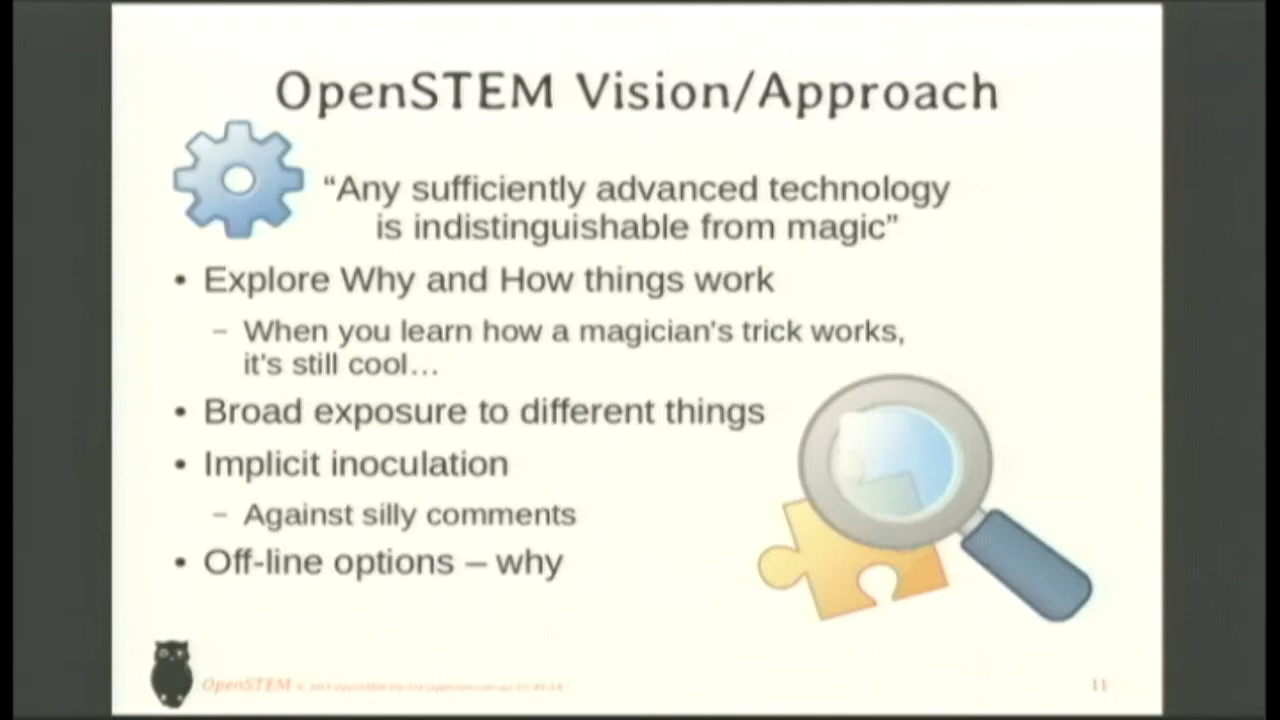 OpenSTEM Vision/Approach
“Any sufficiently advanced technology
is indistinguishable from magic”
• Explore Why and How things work
– When you learn how a magician's trick works,
it's still cool…
• Broad exposure to different things
• Implicit inoculation
– Against silly comments
• Off-line options – why
OpenSTEM
11